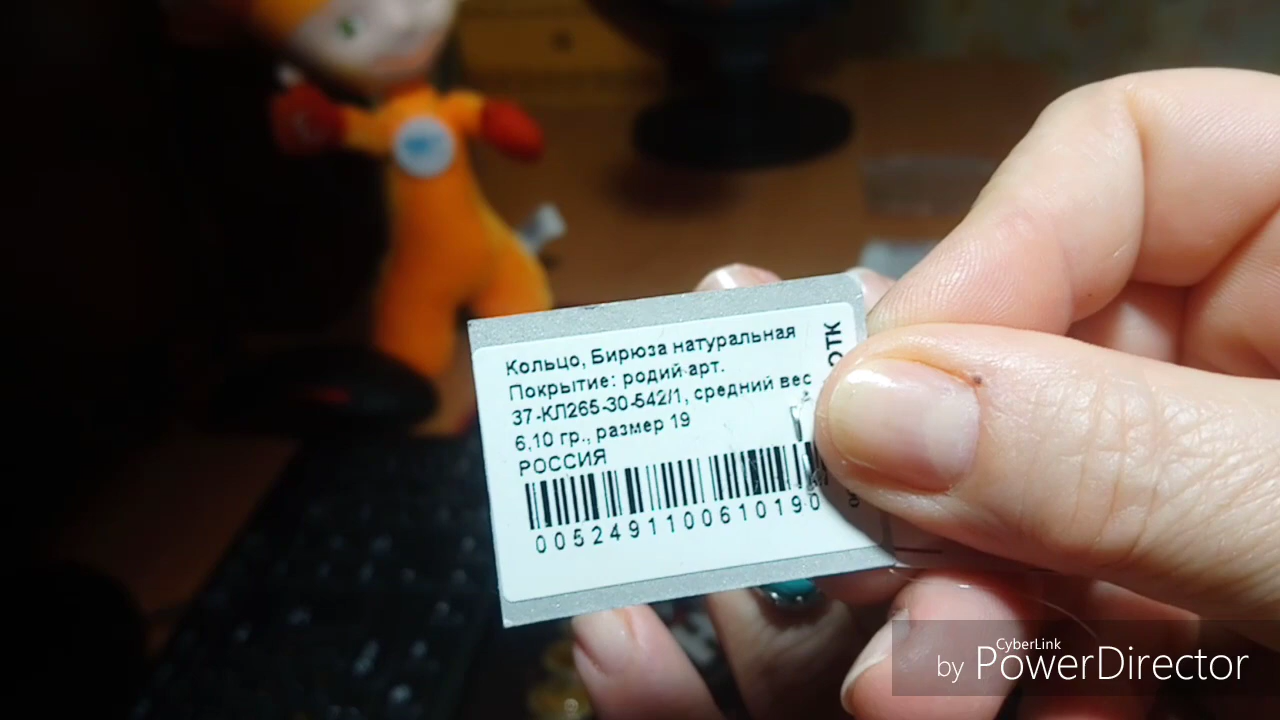 Кольцо, Бирюза натуральная
Покрытие: родий арт.
37-КЛ265-30-542/1, средний вес
6,10 гр., размер 19
РОССИЯ
0052491100610190
ОТК
CyberLink
by PowerDirector